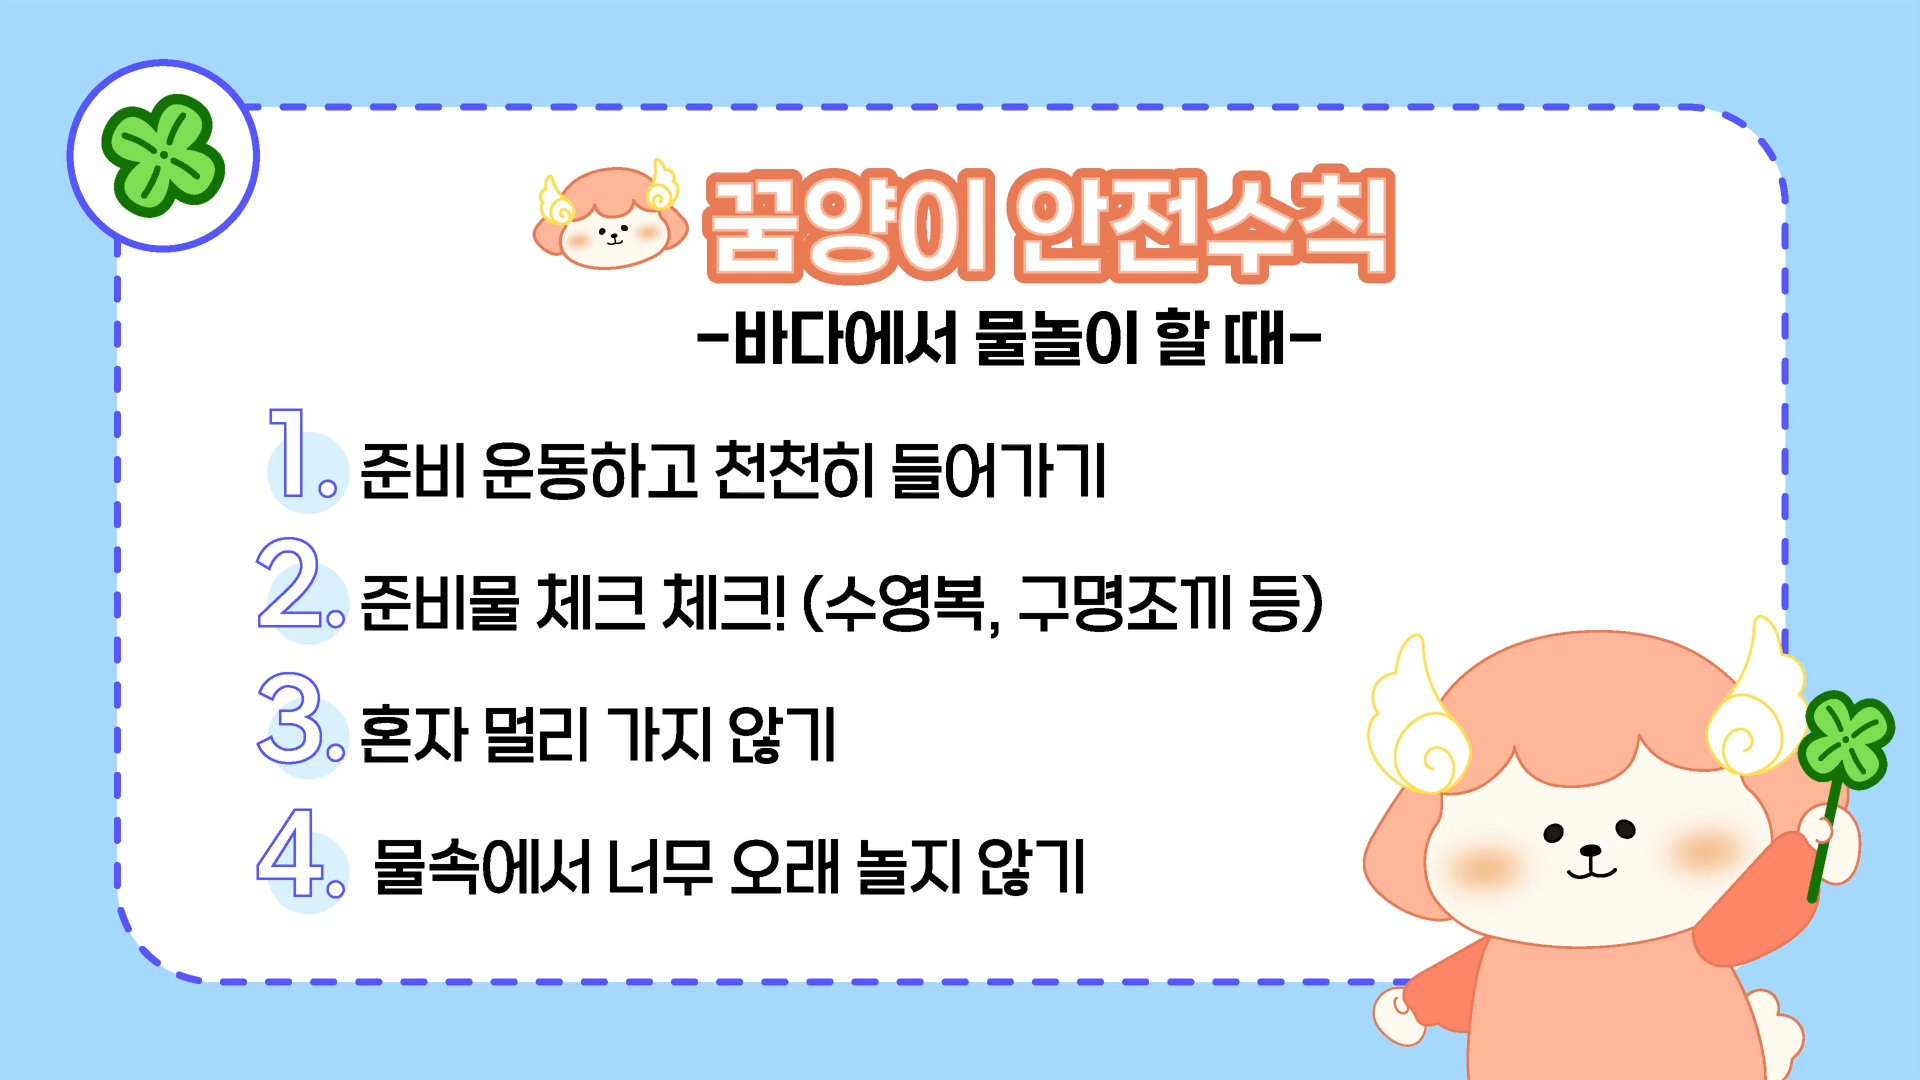 꿈양이 안전수칙
-바다에서 물놀이 할 때-
1. 준비 운동하고 천천히 들어가기
2. 준비물 체크 체크! (수영복, 구명조끼 등)
3. 혼자 멀리 가지 않기
4. 물속에서 너무 오래 놀지 않기